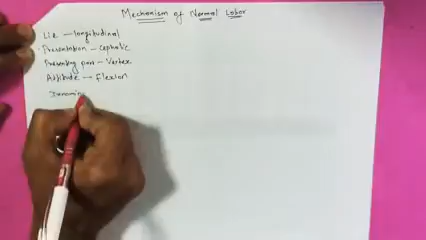 Mechanism of Normal Labor
Lie - longitudinal
Presentation - Cephalic
Presenting part - Vertex
Attitude - Flexion